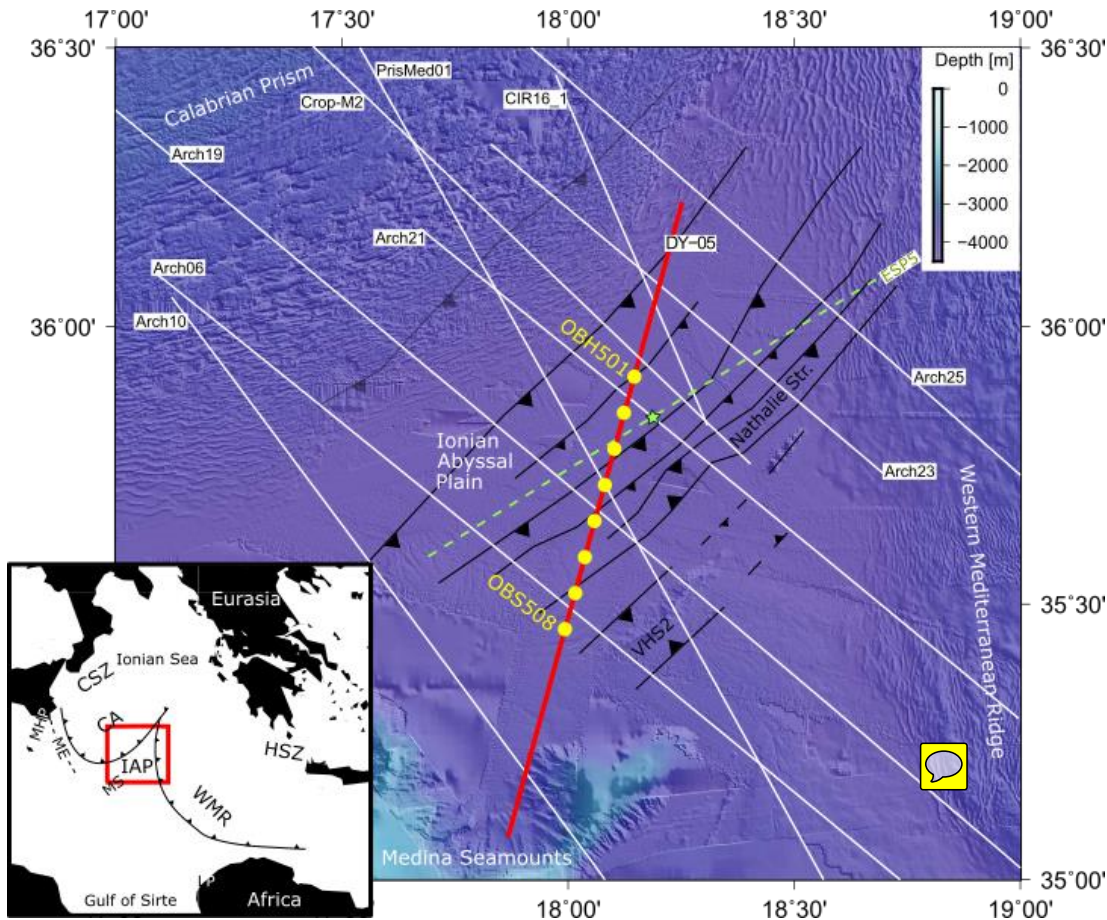 17°00'
17°30'
18°00'
18°30'
19°00'
36°30'
36°30'
Depth [m]
0
−1000
−2000
−3000
−4000
PrisMed01
Calabrian Prism
Crop-M2
CIR16_1
Arch19
Arch21
DY−05
Arch06
ESP5
Arch10
36°00'
36°00'
OBH501
Arch25
Nathalie Str.
Ionian
Abyssal
Plain
Arch23
Western Mediterranean Ridge
OBS508
35°30'
VHS2
Eurasia
Ionian Sea
CSZ
CA
MHP
ME
HSZ
IAP
MS
WMR
Medina Seamounts
Gulf of Sirte
Africa
35°00'
18°00'
18°30'
19°00'